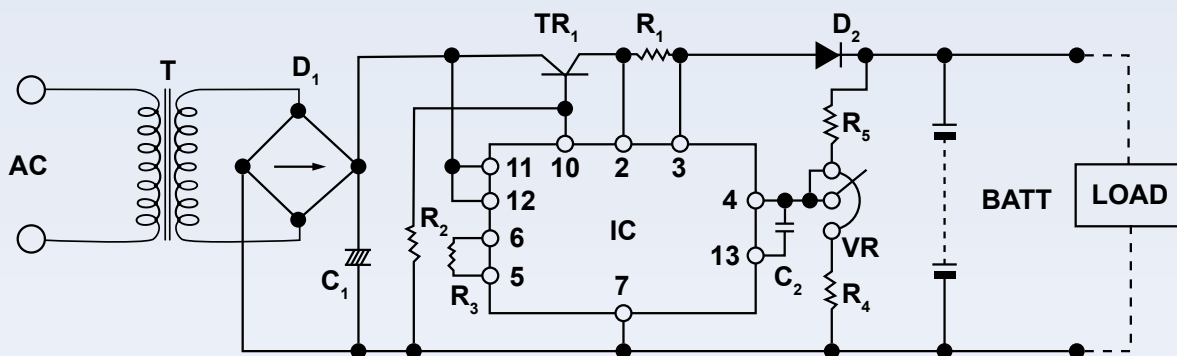 TR₁
R₁
D₂
T
D₁
R₅
AC
11
10
2
3
12
4
BATT
LOAD
R₂
IC
6
13
VR
5
C₁
R₃
7
C₂
R₄